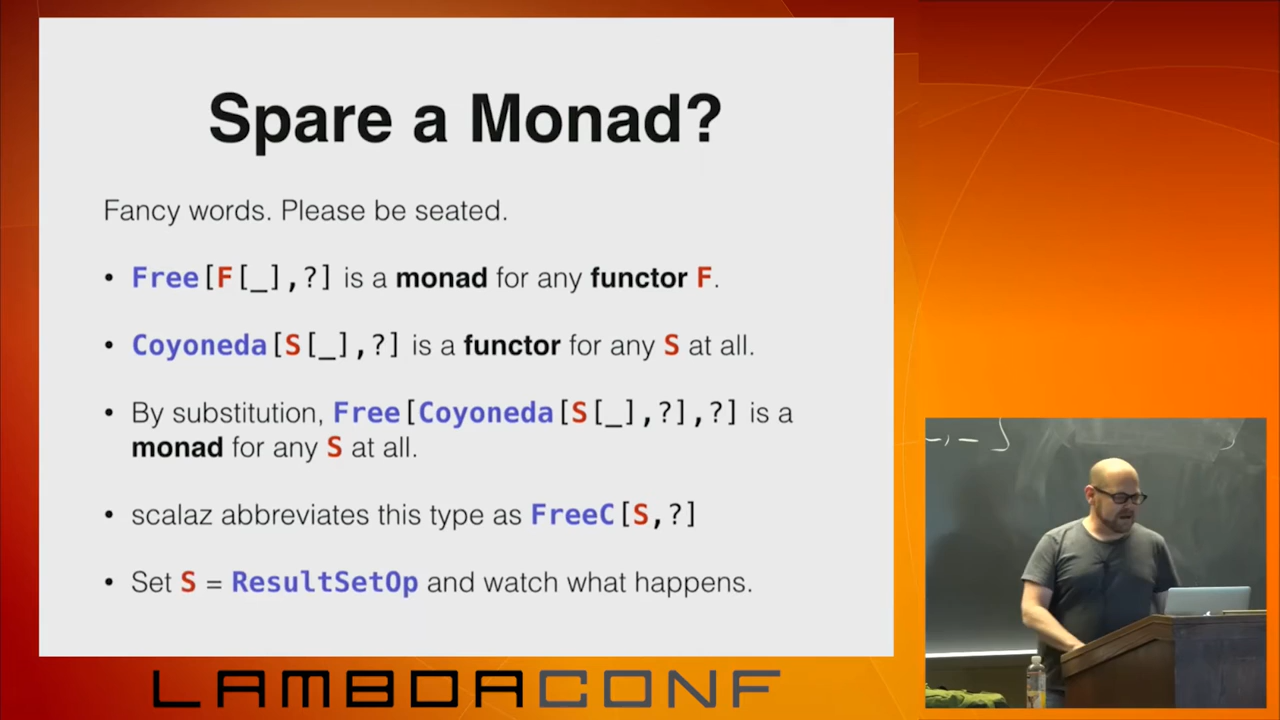 Spare a Monad?
Fancy words. Please be seated.
• Free[F[_],?] is a monad for any functor F.
• Coyoneda[S[_],?] is a functor for any S at all.
• By substitution, Free[Coyoneda[S[_],?],?] is a
monad for any S at all.
• scalaz abbreviates this type as FreeC[S,?]
• Set S = ResultSetOp and watch what happens.
LAMBDACONF